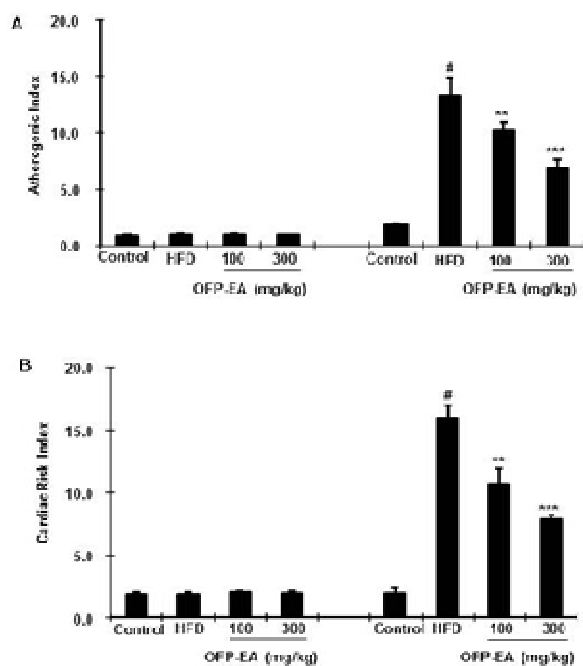 A
20.0
15.0
10.0
5.0
0.0
Atherogenic Index
#
**
***
Control HFD 100 300 Control HFD 100 300
OFP-EA (mg/kg) OFP-EA (mg/kg)
B
20.0
15.0
10.0
5.0
0.0
Cardiac Risk Index
#
**
***
Control HFD 100 300 Control HFD 100 300
OFP-EA (mg/kg) OFP-EA (mg/kg)